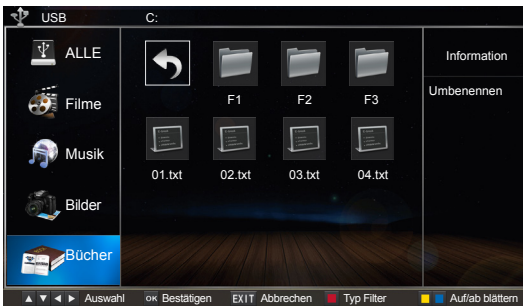 USB C:
ALLE
Filme
Musik
Bilder
Bücher
F1 F2 F3
01.txt 02.txt 03.txt 04.txt
Information
Umbenennen
Auswahl OK Bestätigen EXIT Abbrechen Typ Filter Auf/ab blättern